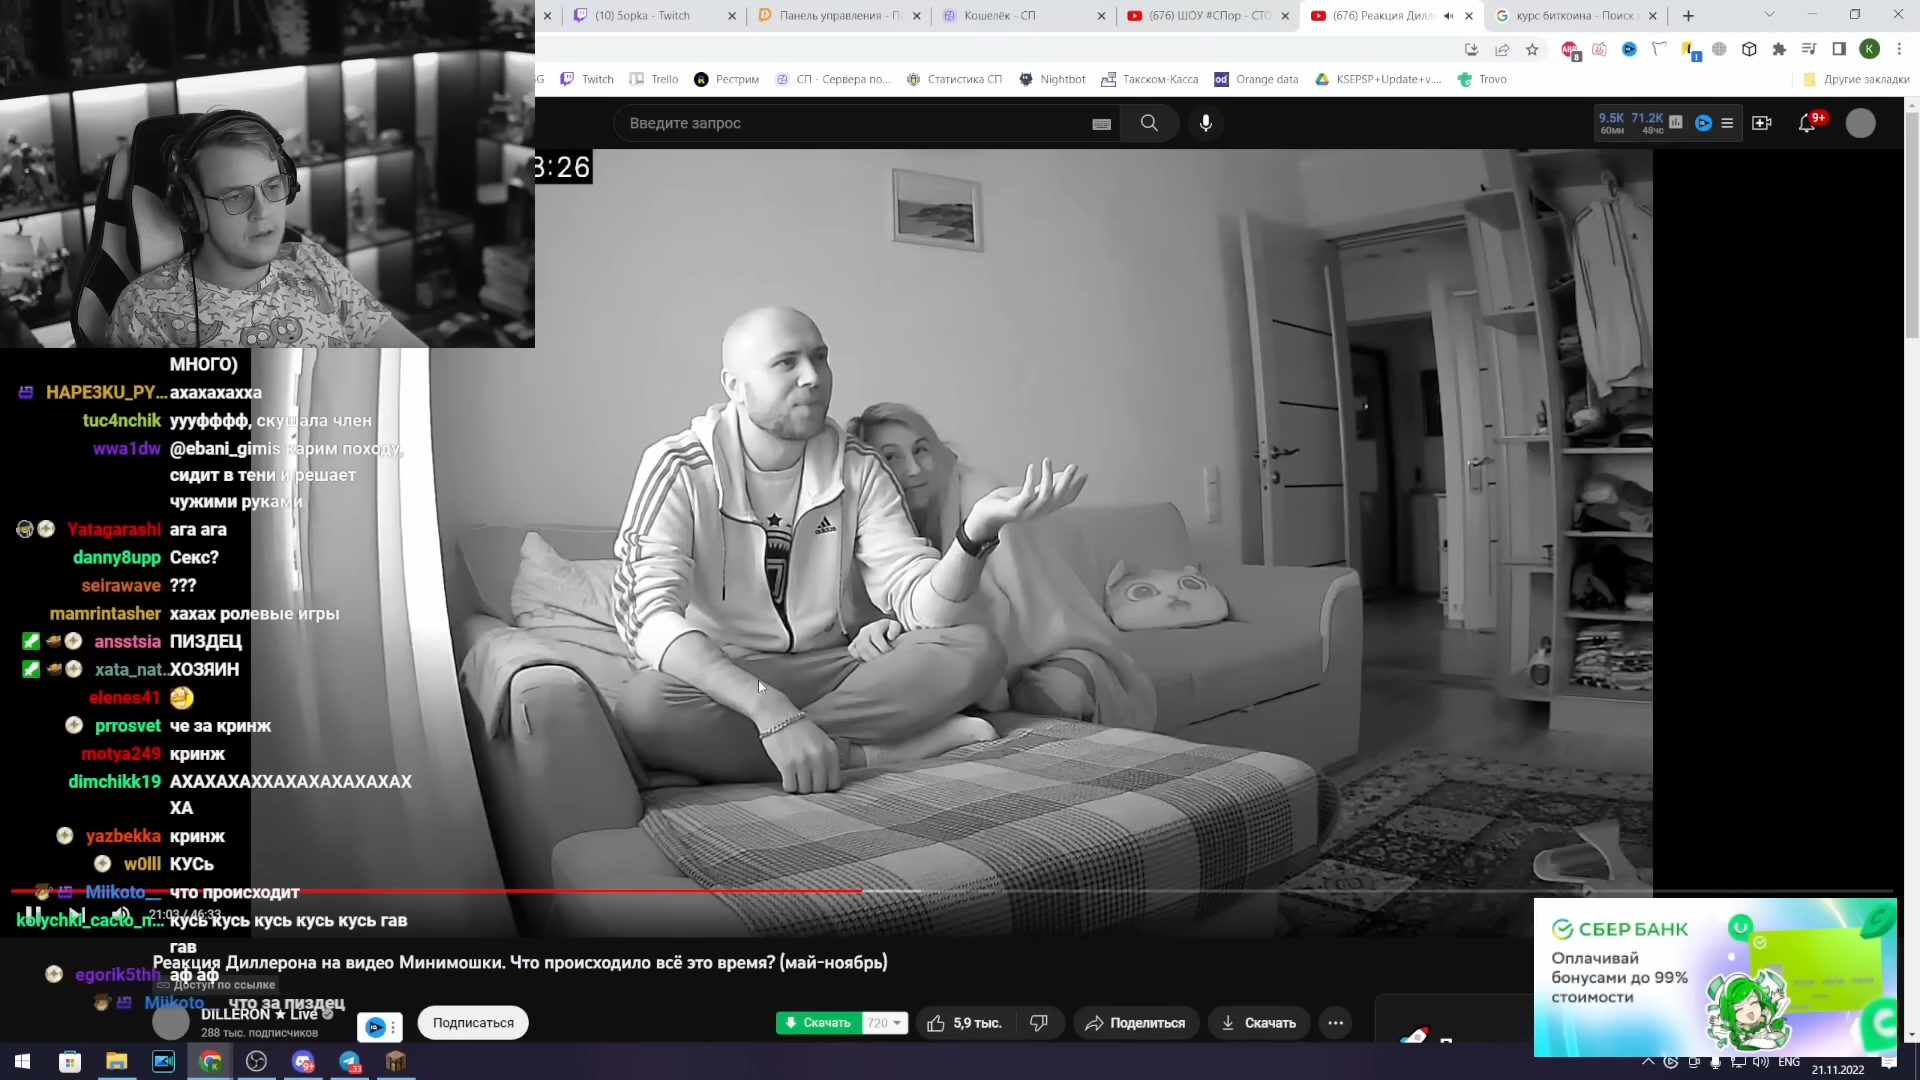 (10) 5opka - Twitch
Панель управления - П
Кошелёк - СП
(676) ШОУ #СПор - СТО
(676) Реакция Дилл
курс биткоина - Поиск
Twitch
Trello
Рестрим
СП - Сервера по...
Статистика СП
Nightbot
Такском-Касса
Orange data
KSEPSP+Update+v....
Trovo
Другие закладки
Введите запрос
9.5K 71.2K
60мн 48чс
9+
3:26
МНОГО)
HAPE3KU_PY... ахахахахха
tuc4nchik уууфффф, скушала член
wwa1dw @ebani_gimis карим походу,
сидит в тени и решает
чужими руками
Yatagarashi ага ага
danny8upp Секс?
seirawave ???
mamrintasher хахах ролевые игры
ansstsia ПИЗДЕЦ
xata_nat.. ХОЗЯИН
elenes41
prrosvet че за кринж
motya249 кринж
dimchikk19 АХАХАХАХХАХАХАХАХАХАХ
ХА
yazbekka кринж
w0lll КУСЬ
Miikoto__ что происходит
21:03 / 46:33
kolychki_cacto_n... кусь кусь кусь кусь кусь гав
гав
Реакция Диллерона на видео Минимошки. Что происходило всё это время? (май-ноябрь)
egorik5thh аф аф
Доступ по ссылке
Miikoto__ что за пиздец
DILLERON ★ Live
288 тыс. подписчиков
Подписаться
Скачать 720
5,9 тыс.
Поделиться
Скачать
СБЕР БАНК
Оплачивай
бонусами до 99%
стоимости
ENG
21.11.2022